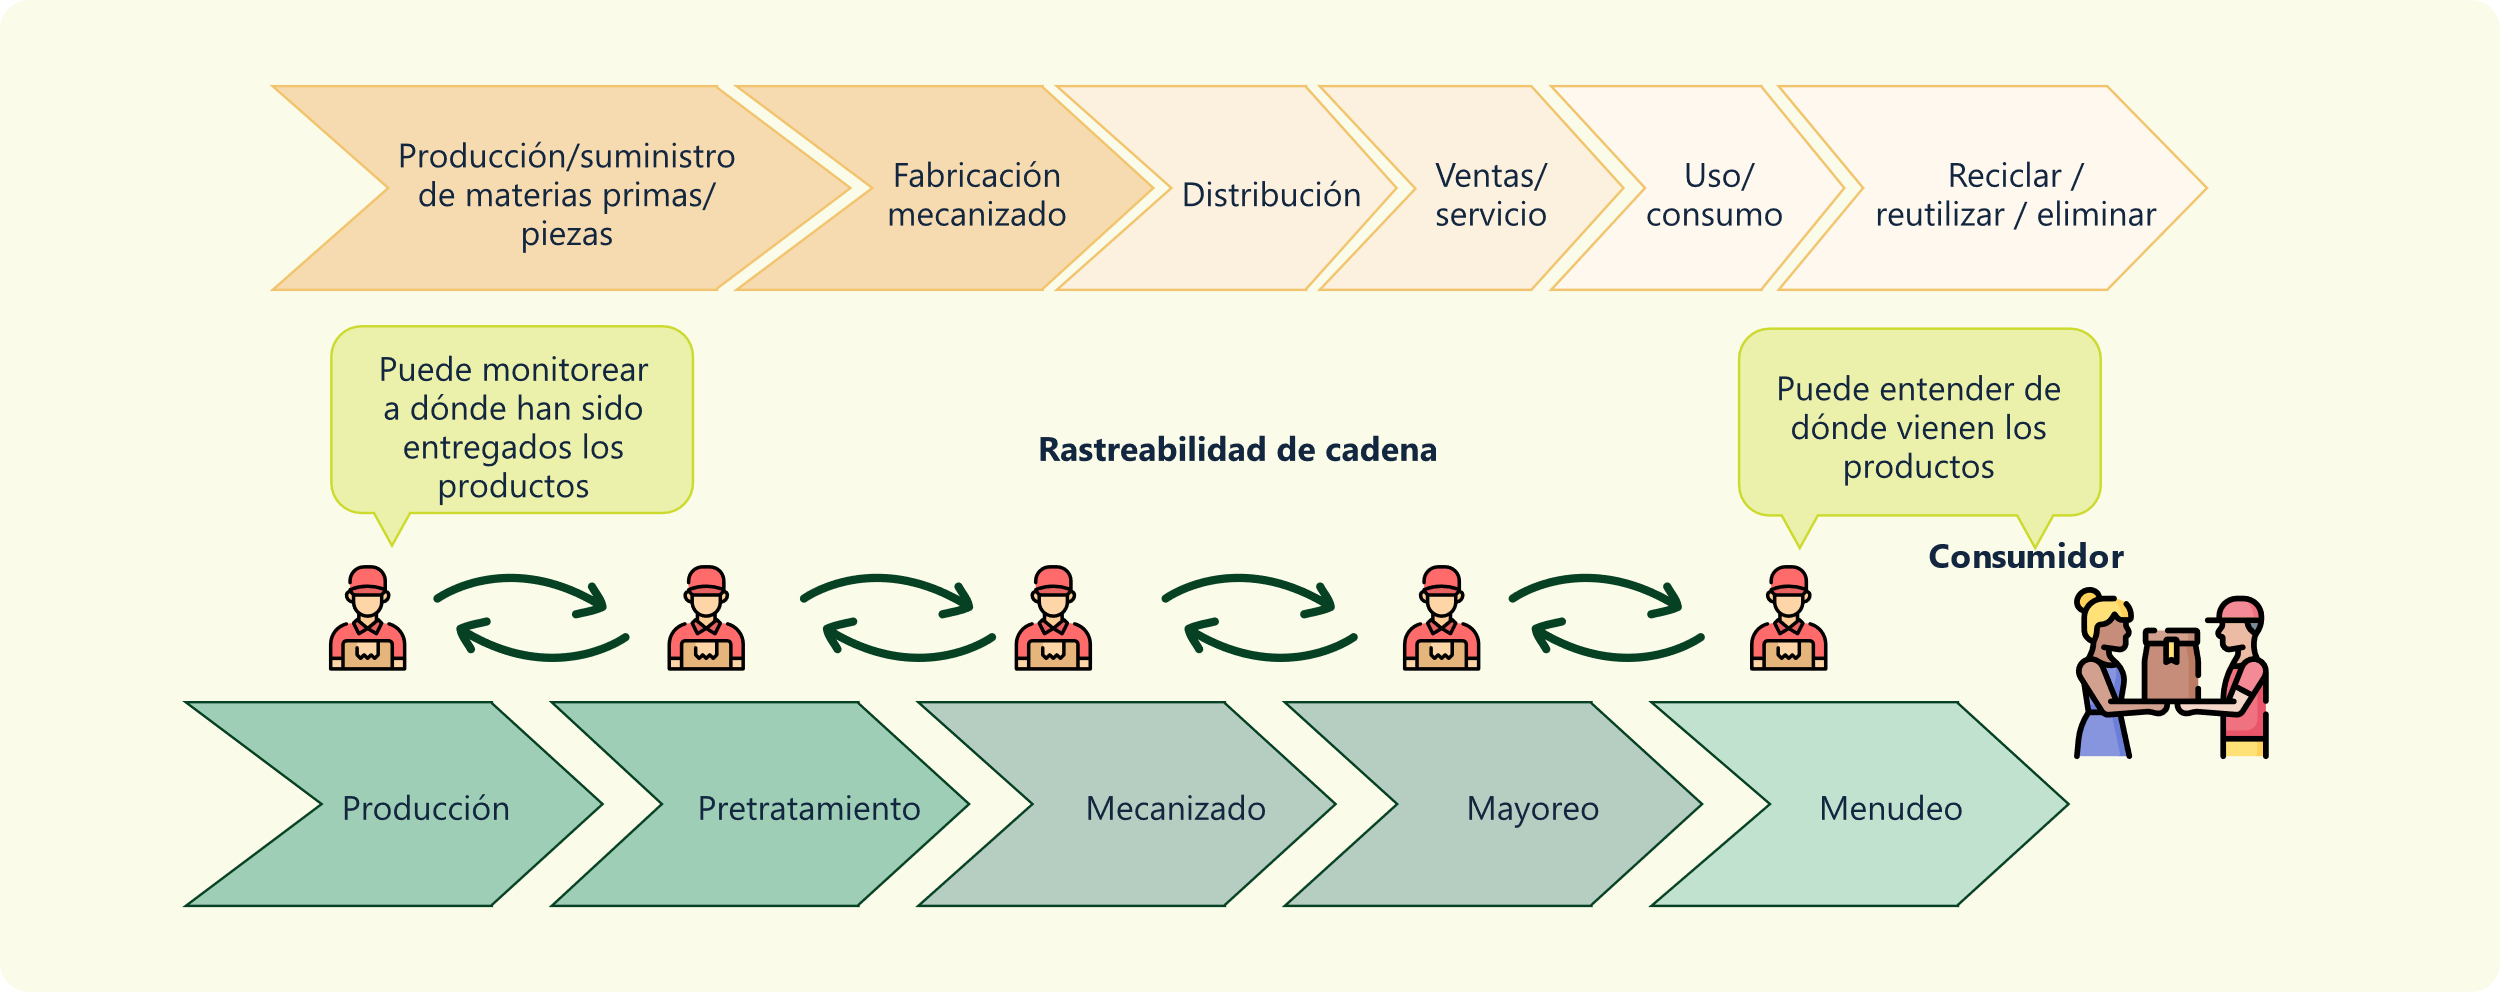 Producción/suministro
de materias primas/
piezas
Fabricación
mecanizado
Distribución
Ventas/
servicio
Uso/
consumo
Reciclar /
reutilizar / eliminar
Puede monitorear
a dónde han sido
entregados los
productos
Rastreabilidad de cadena
Puede entender de
dónde vienen los
productos
Consumidor
Producción
Pretratamiento
Mecanizado
Mayoreo
Menudeo